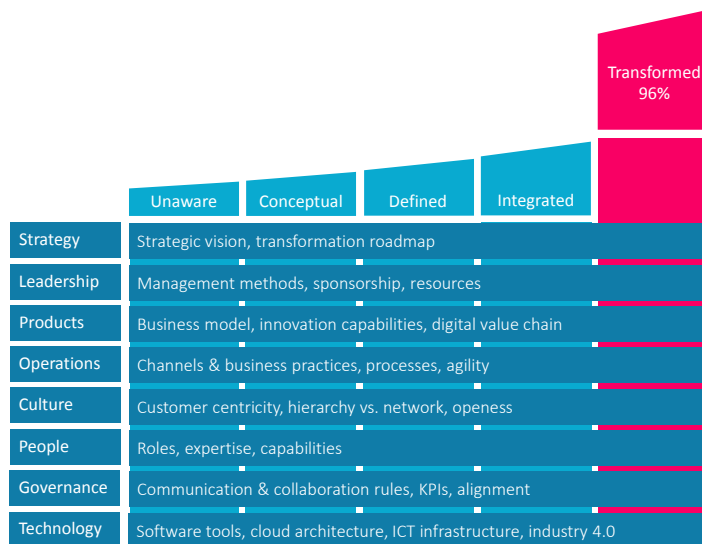 Transformed
96%
Unaware
Conceptual
Defined
Integrated
Strategy
Strategic vision, transformation roadmap
Leadership
Management methods, sponsorship, resources
Products
Business model, innovation capabilities, digital value chain
Operations
Channels & business practices, processes, agility
Culture
Customer centricity, hierarchy vs. network, openess
People
Roles, expertise, capabilities
Governance
Communication & collaboration rules, KPIs, alignment
Technology
Software tools, cloud architecture, ICT infrastructure, industry 4.0